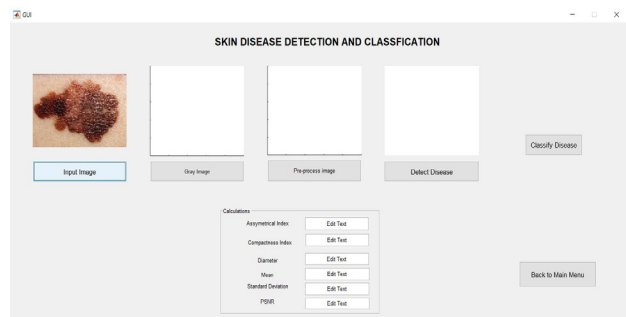 GUI
SKIN DISEASE DETECTION AND CLASSFICATION
Input Image
Gray Image
Pre-process image
Detect Disease
Classify Disease
Calculations
Assymetrical Index Edit Text
Compactness Index Edit Text
Diameter Edit Text
Mean Edit Text
Standard Deviation Edit Text
PSNR Edit Text
Back to Main Menu